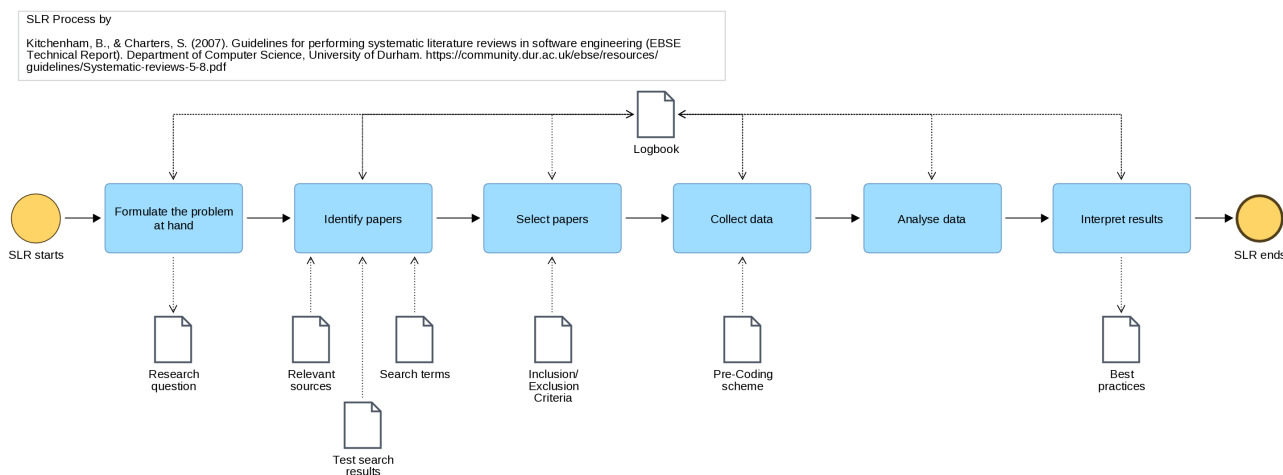 SLR Process by
Kitchenham, B., & Charters, S. (2007). Guidelines for performing systematic literature reviews in software engineering (EBSE
Technical Report). Department of Computer Science, University of Durham. https://community.dur.ac.uk/ebse/resources/
guidelines/Systematic-reviews-5-8.pdf
Logbook
SLR starts
Formulate the problem
at hand
Identify papers
Select papers
Collect data
Analyse data
Interpret results
SLR ends
Research
question
Relevant
sources
Search terms
Inclusion/
Exclusion
Criteria
Pre-Coding
scheme
Best
practices
Test search
results